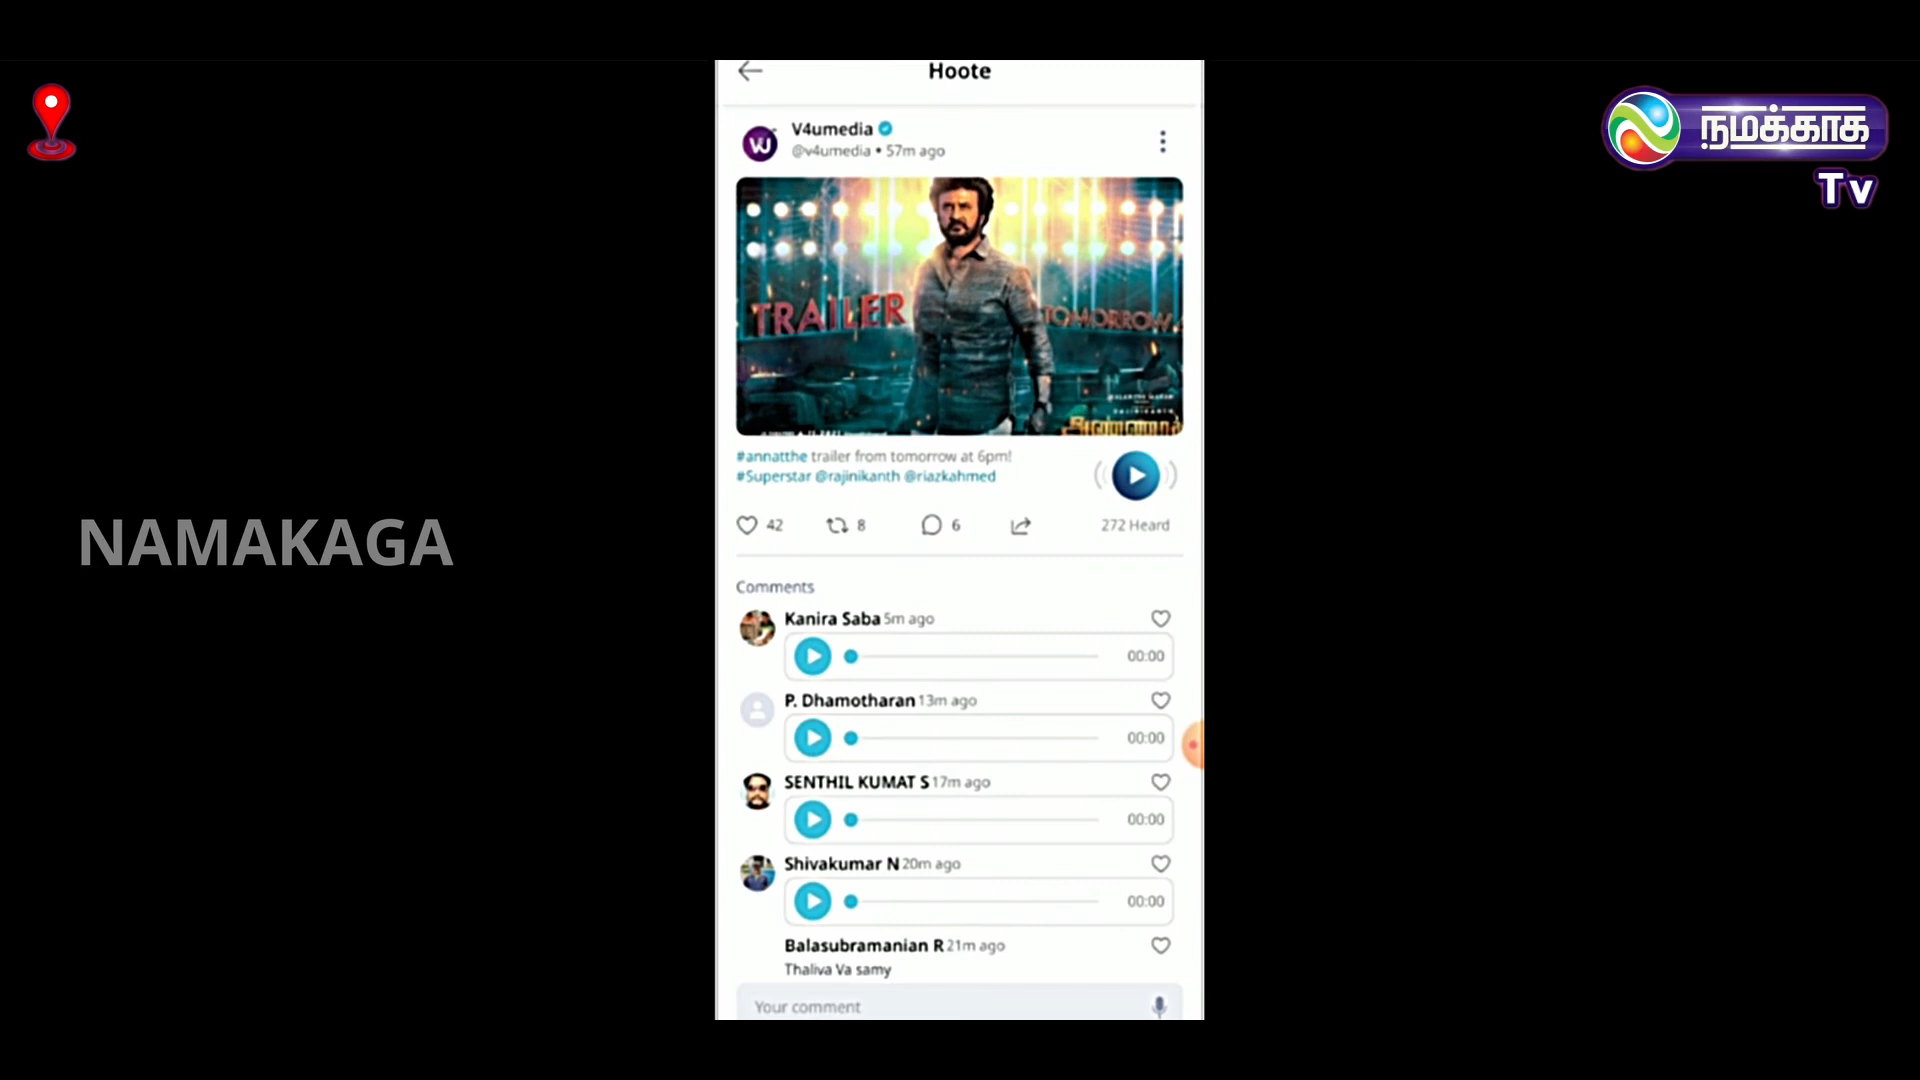 Hoote
V4umedia
@v4umedia • 57m ago
TRAILER
TOMORROW
#annatthe trailer from tomorrow at 6pm!
#Superstar @rajinikanth @riazkahmed
42
8
6
272 Heard
Comments
Kanira Saba 5m ago
00:00
P. Dhamotharan 13m ago
00:00
SENTHIL KUMAT S 17m ago
00:00
Shivakumar N 20m ago
00:00
Balasubramanian R 21m ago
Thaliva Va samy
Your comment
NAMAKAGA
நமக்காக
Tv